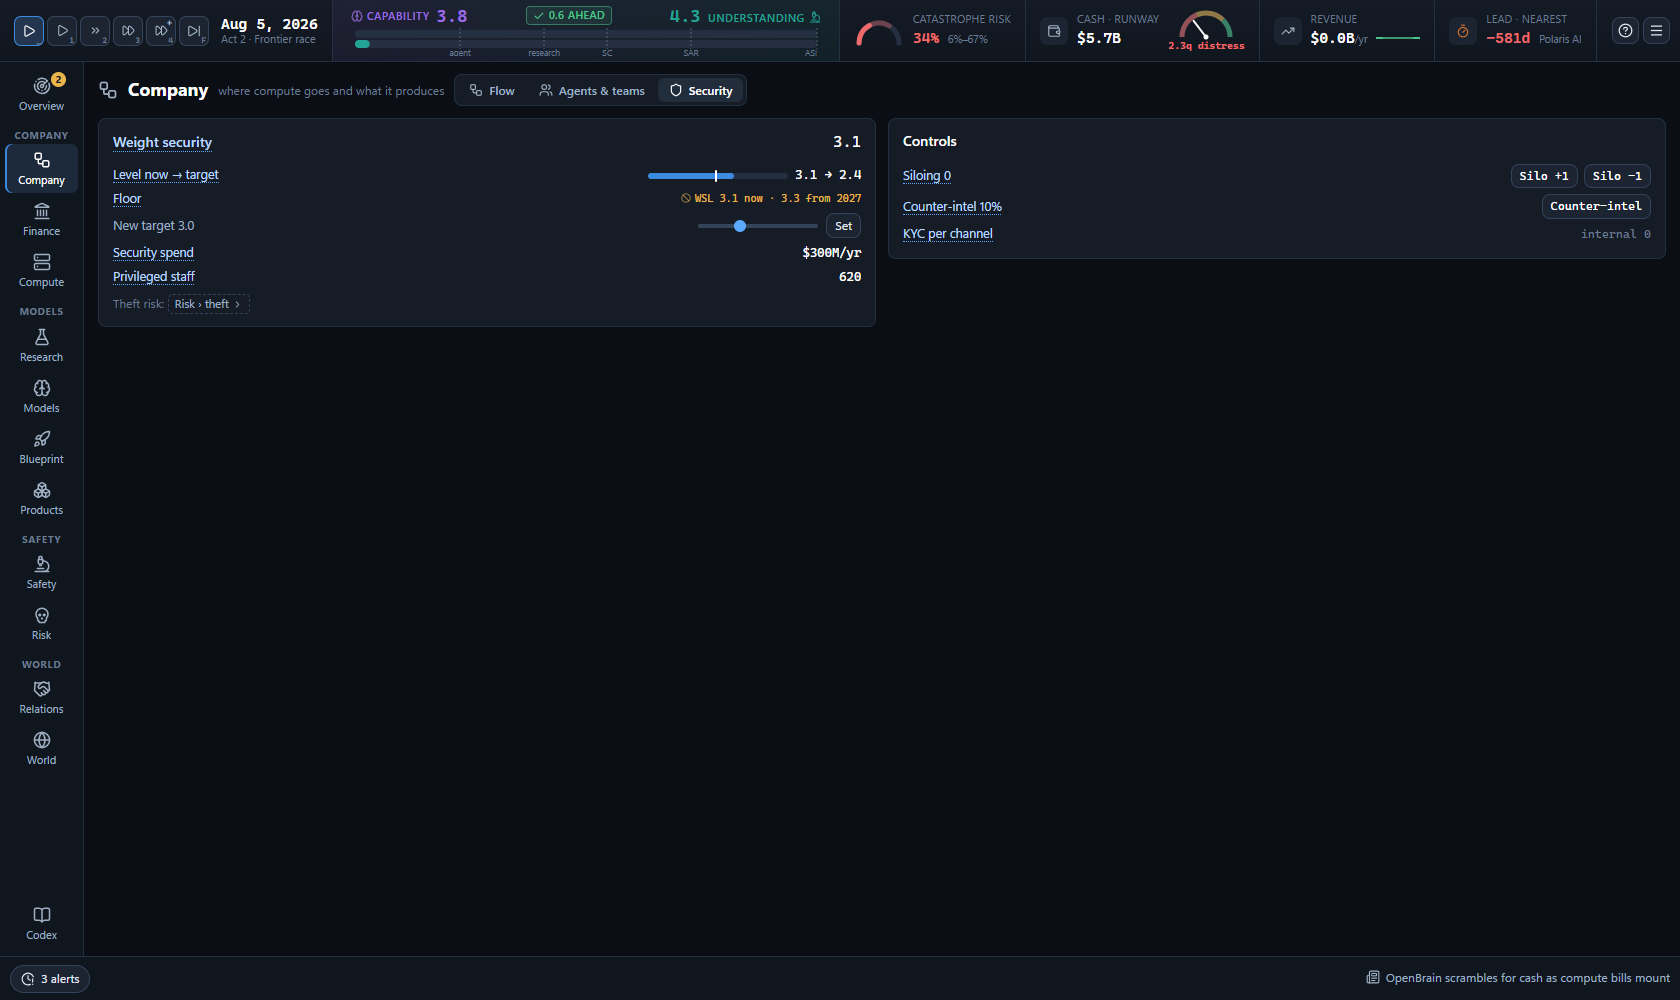 1
2
3
4
F
Aug 5, 2026
Act 2 · Frontier race
CAPABILITY 3.8
0.6 AHEAD
4.3 UNDERSTANDING
agent
research
SC
SAR
ASI
CATASTROPHE RISK
34% 6%–67%
CASH · RUNWAY
$5.7B
2.3q distress
REVENUE
$0.0B/yr
LEAD · NEAREST
−581d Polaris AI
2
Overview
COMPANY
Company
Finance
Compute
MODELS
Research
Models
Blueprint
Products
SAFETY
Safety
Risk
WORLD
Relations
World
Codex
Company where compute goes and what it produces
Flow
Agents & teams
Security
Weight security 3.1
Level now → target 3.1 → 2.4
Floor WSL 3.1 now · 3.3 from 2027
New target 3.0 Set
Security spend $300M/yr
Privileged staff 620
Theft risk: Risk › theft ›
Controls
Siloing 0 Silo +1 Silo −1
Counter-intel 10% Counter-intel
KYC per channel internal 0
3 alerts
OpenBrain scrambles for cash as compute bills mount